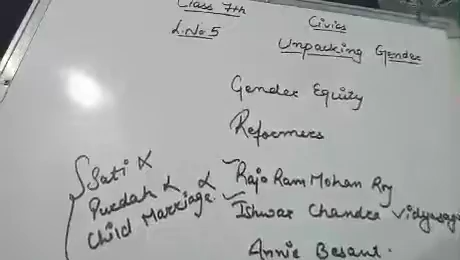 Class 7th
Civics
L.No.5
Unpacking Gender
Gender Equity
Reformers
Sati X
Purdah X X
Child Marriage.
Raja Ram Mohan Roy
Ishwar Chandra Vidyasaga
Annie Besant.